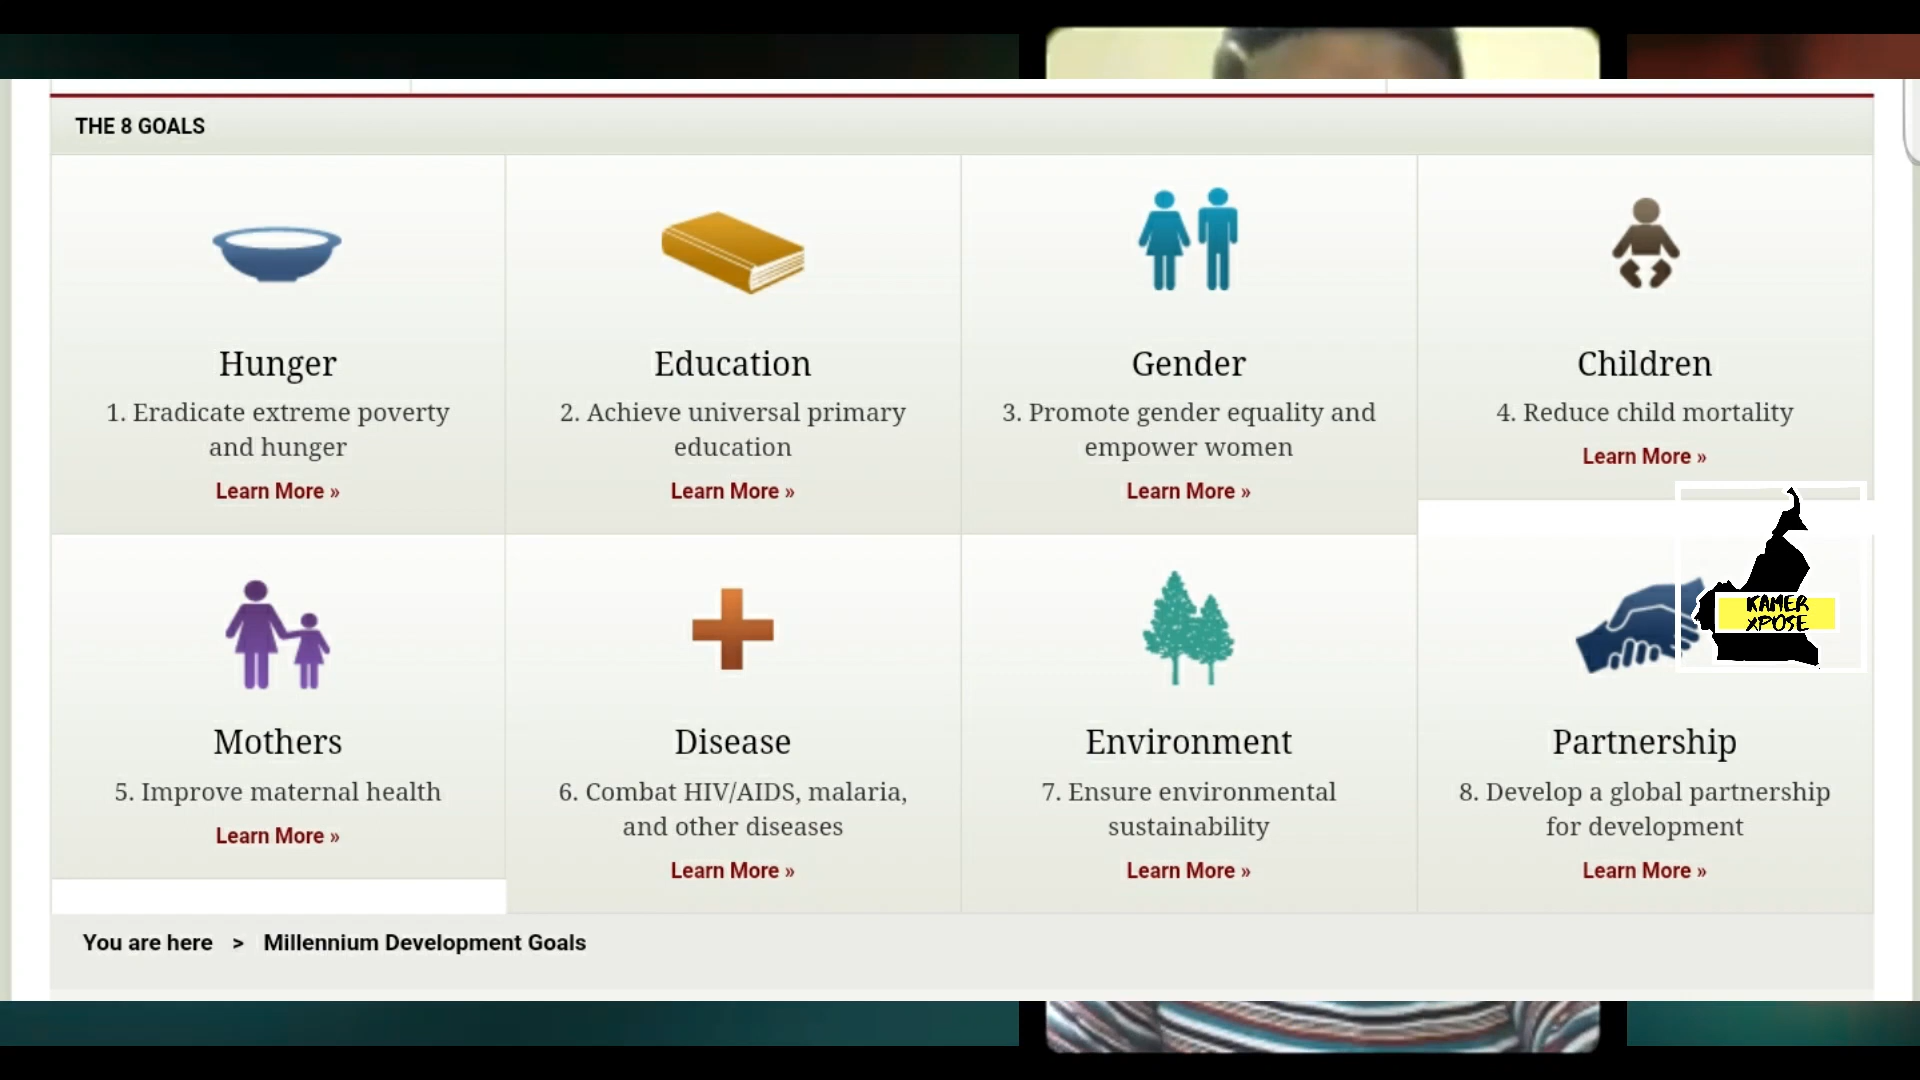 THE 8 GOALS
Hunger
1. Eradicate extreme poverty
and hunger
Learn More »
Education
2. Achieve universal primary
education
Learn More »
Gender
3. Promote gender equality and
empower women
Learn More »
Children
4. Reduce child mortality
Learn More »
Mothers
5. Improve maternal health
Learn More »
Disease
6. Combat HIV/AIDS, malaria,
and other diseases
Learn More »
Environment
7. Ensure environmental
sustainability
Learn More »
KAMER
XPOSE
Partnership
8. Develop a global partnership
for development
Learn More »
You are here > Millennium Development Goals